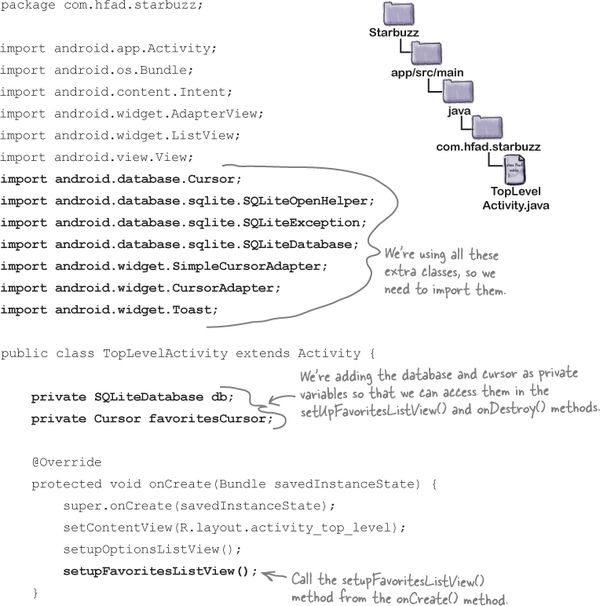 package com.hfad.starbuzz;
import android.app.Activity;
import android.os.Bundle;
import android.content.Intent;
import android.widget.AdapterView;
import android.widget.ListView;
import android.view.View;
import android.database.Cursor;
import android.database.sqlite.SQLiteOpenHelper;
import android.database.sqlite.SQLiteException;
import android.database.sqlite.SQLiteDatabase;
import android.widget.SimpleCursorAdapter;
import android.widget.CursorAdapter;
import android.widget.Toast;
Starbuzz
app/src/main
java
com.hfad.starbuzz
TopLevel
Activity.java
We're using all these
extra classes, so we
need to import them.
public class TopLevelActivity extends Activity {
private SQLiteDatabase db;
private Cursor favoritesCursor;
We're adding the database and cursor as private
variables so that we can access them in the
setUpFavoritesListView() and onDestroy() methods.
@Override
protected void onCreate(Bundle savedInstanceState) {
super.onCreate(savedInstanceState);
setContentView(R.layout.activity_top_level);
setupOptionsListView();
setupFavoritesListView();
Call the setupFavoritesListView()
method from the onCreate() method.
}